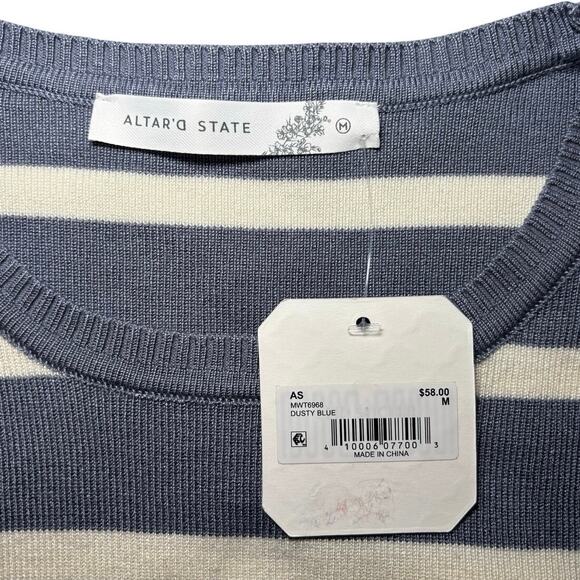 ALTAR'D STATE
M
AS $58.00
MWT6968 M
DUSTY BLUE
4 10006 07700 3
MADE IN CHINA